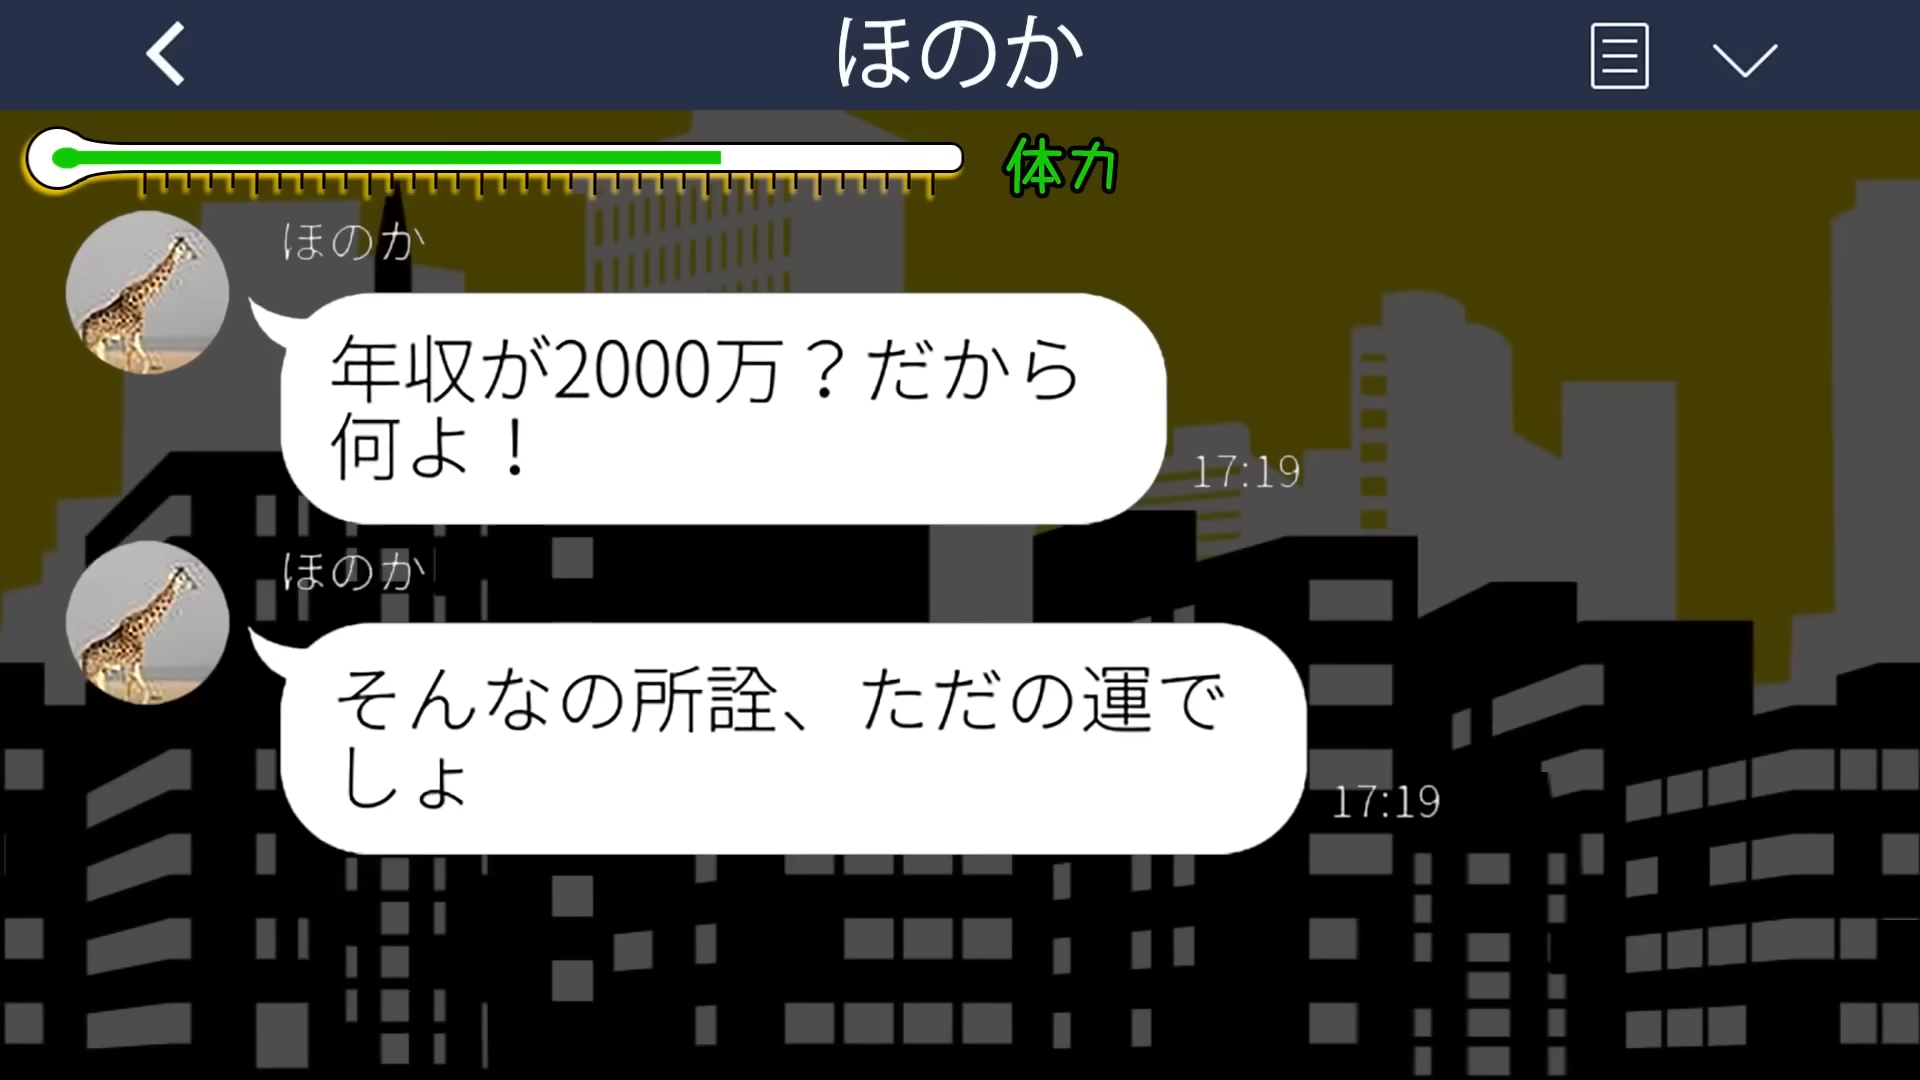 ほのか
体力
ほのか
年収が2000万？だから
何よ！
17:19
ほのか
そんなの所詮、ただの運で
しょ
17:19